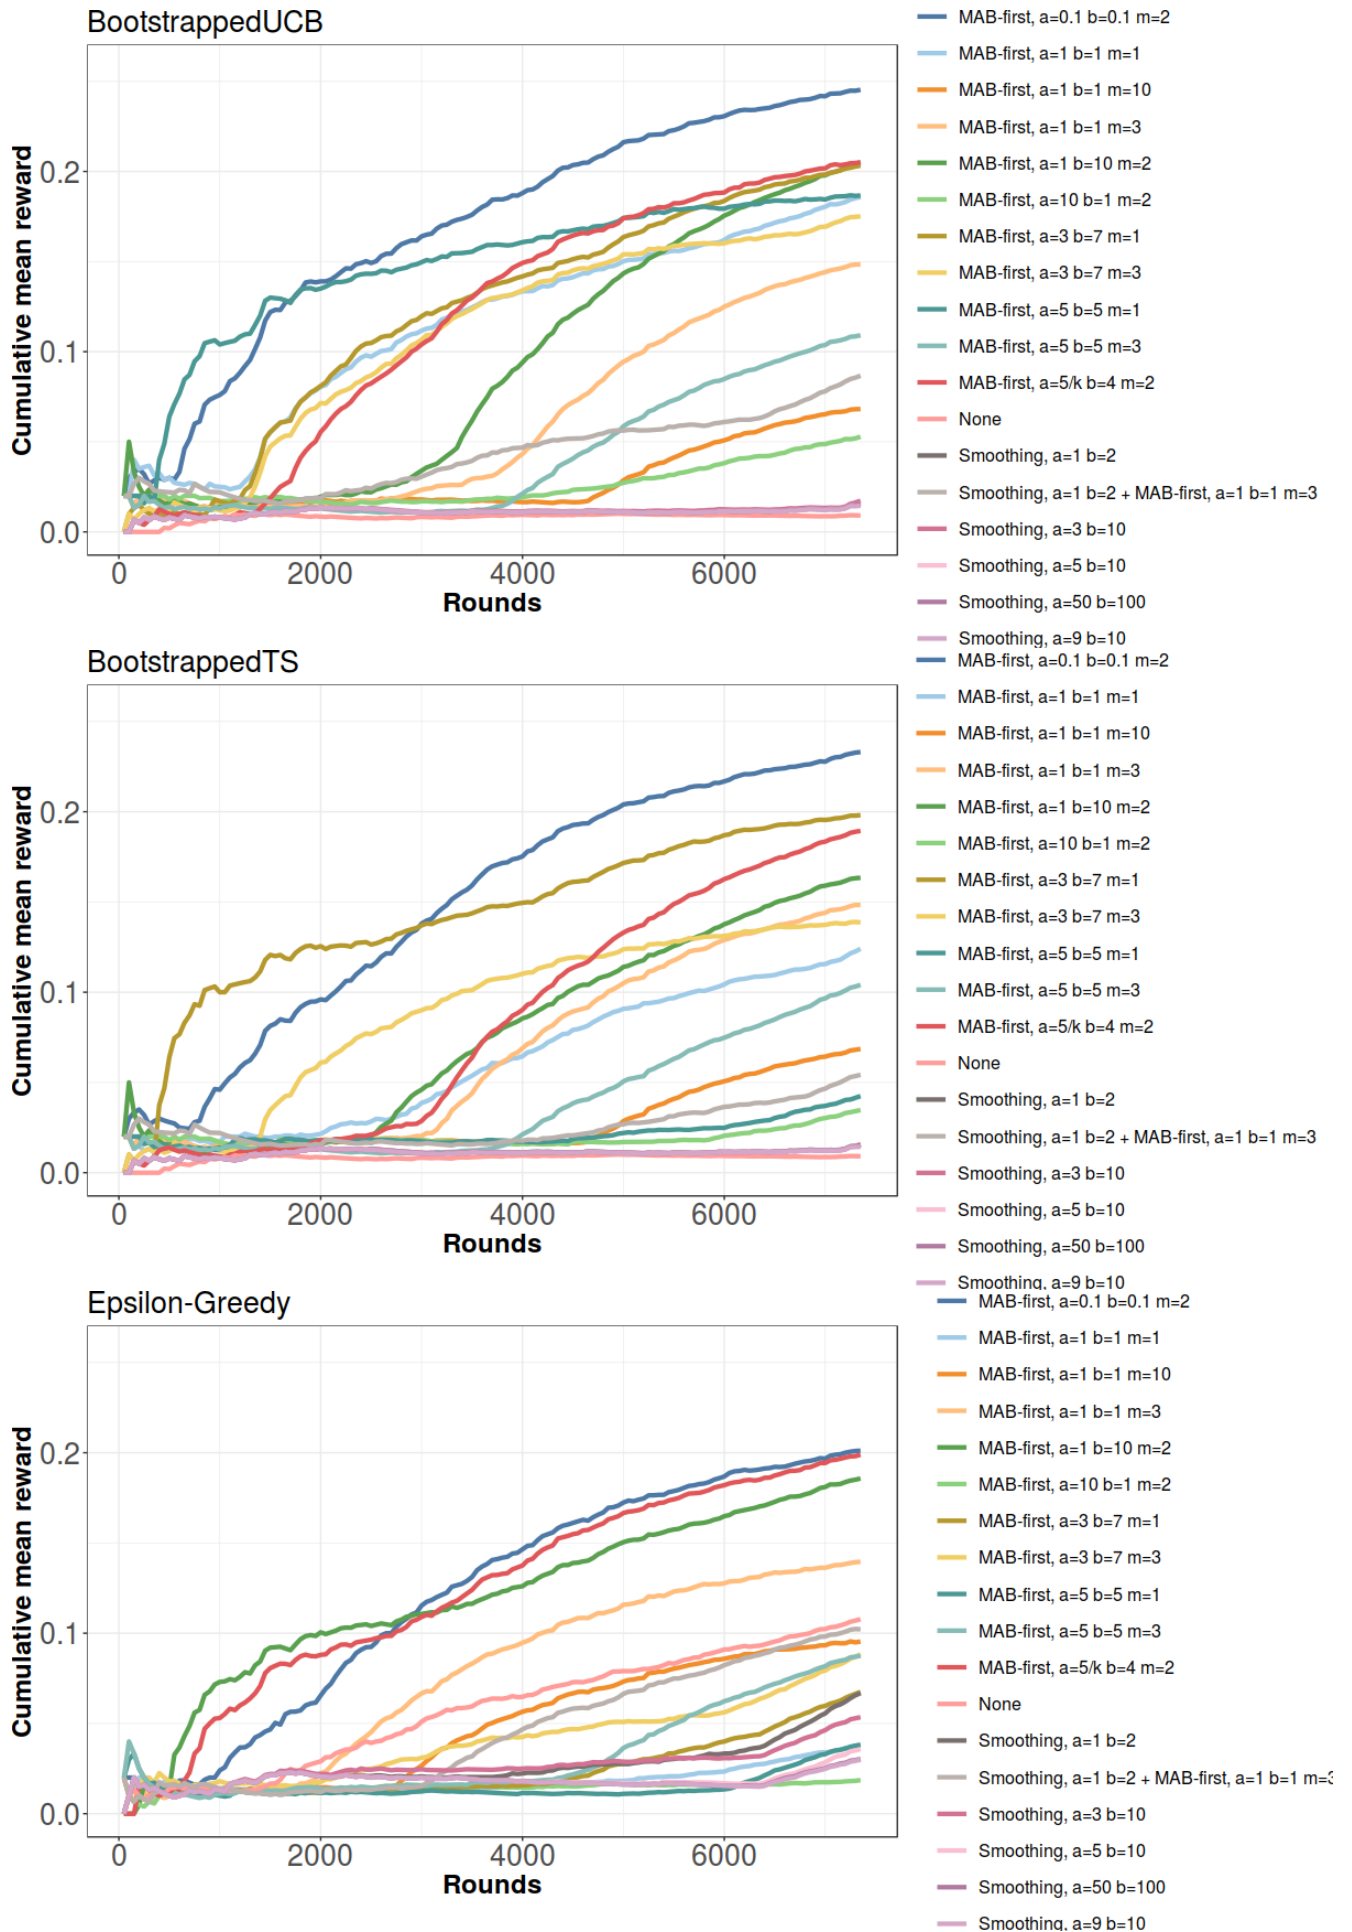 BootstrappedUCB
Cumulative mean reward
0.2
0.1
0.0
0 2000 4000 6000
Rounds
MAB-first, a=0.1 b=0.1 m=2
MAB-first, a=1 b=1 m=1
MAB-first, a=1 b=1 m=10
MAB-first, a=1 b=1 m=3
MAB-first, a=1 b=10 m=2
MAB-first, a=10 b=1 m=2
MAB-first, a=3 b=7 m=1
MAB-first, a=3 b=7 m=3
MAB-first, a=5 b=5 m=1
MAB-first, a=5 b=5 m=3
MAB-first, a=5/k b=4 m=2
None
Smoothing, a=1 b=2
Smoothing, a=1 b=2 + MAB-first, a=1 b=1 m=3
Smoothing, a=3 b=10
Smoothing, a=5 b=10
Smoothing, a=50 b=100
Smoothing, a=9 b=10
BootstrappedTS
Cumulative mean reward
0.2
0.1
0.0
0 2000 4000 6000
Rounds
MAB-first, a=0.1 b=0.1 m=2
MAB-first, a=1 b=1 m=1
MAB-first, a=1 b=1 m=10
MAB-first, a=1 b=1 m=3
MAB-first, a=1 b=10 m=2
MAB-first, a=10 b=1 m=2
MAB-first, a=3 b=7 m=1
MAB-first, a=3 b=7 m=3
MAB-first, a=5 b=5 m=1
MAB-first, a=5 b=5 m=3
MAB-first, a=5/k b=4 m=2
None
Smoothing, a=1 b=2
Smoothing, a=1 b=2 + MAB-first, a=1 b=1 m=3
Smoothing, a=3 b=10
Smoothing, a=5 b=10
Smoothing, a=50 b=100
Smoothing, a=9 b=10
Epsilon-Greedy
Cumulative mean reward
0.2
0.1
0.0
0 2000 4000 6000
Rounds
MAB-first, a=0.1 b=0.1 m=2
MAB-first, a=1 b=1 m=1
MAB-first, a=1 b=1 m=10
MAB-first, a=1 b=1 m=3
MAB-first, a=1 b=10 m=2
MAB-first, a=10 b=1 m=2
MAB-first, a=3 b=7 m=1
MAB-first, a=3 b=7 m=3
MAB-first, a=5 b=5 m=1
MAB-first, a=5 b=5 m=3
MAB-first, a=5/k b=4 m=2
None
Smoothing, a=1 b=2
Smoothing, a=1 b=2 + MAB-first, a=1 b=1 m=3
Smoothing, a=3 b=10
Smoothing, a=5 b=10
Smoothing, a=50 b=100
Smoothing, a=9 b=10